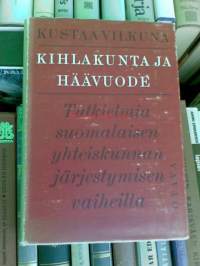 KUSTAA VILKUNA
KIHLAKUNTA JA
HÄÄVUODE
Tutkielmia
suomalaisen
yhteiskunnan
järjestymisen
vaiheilta